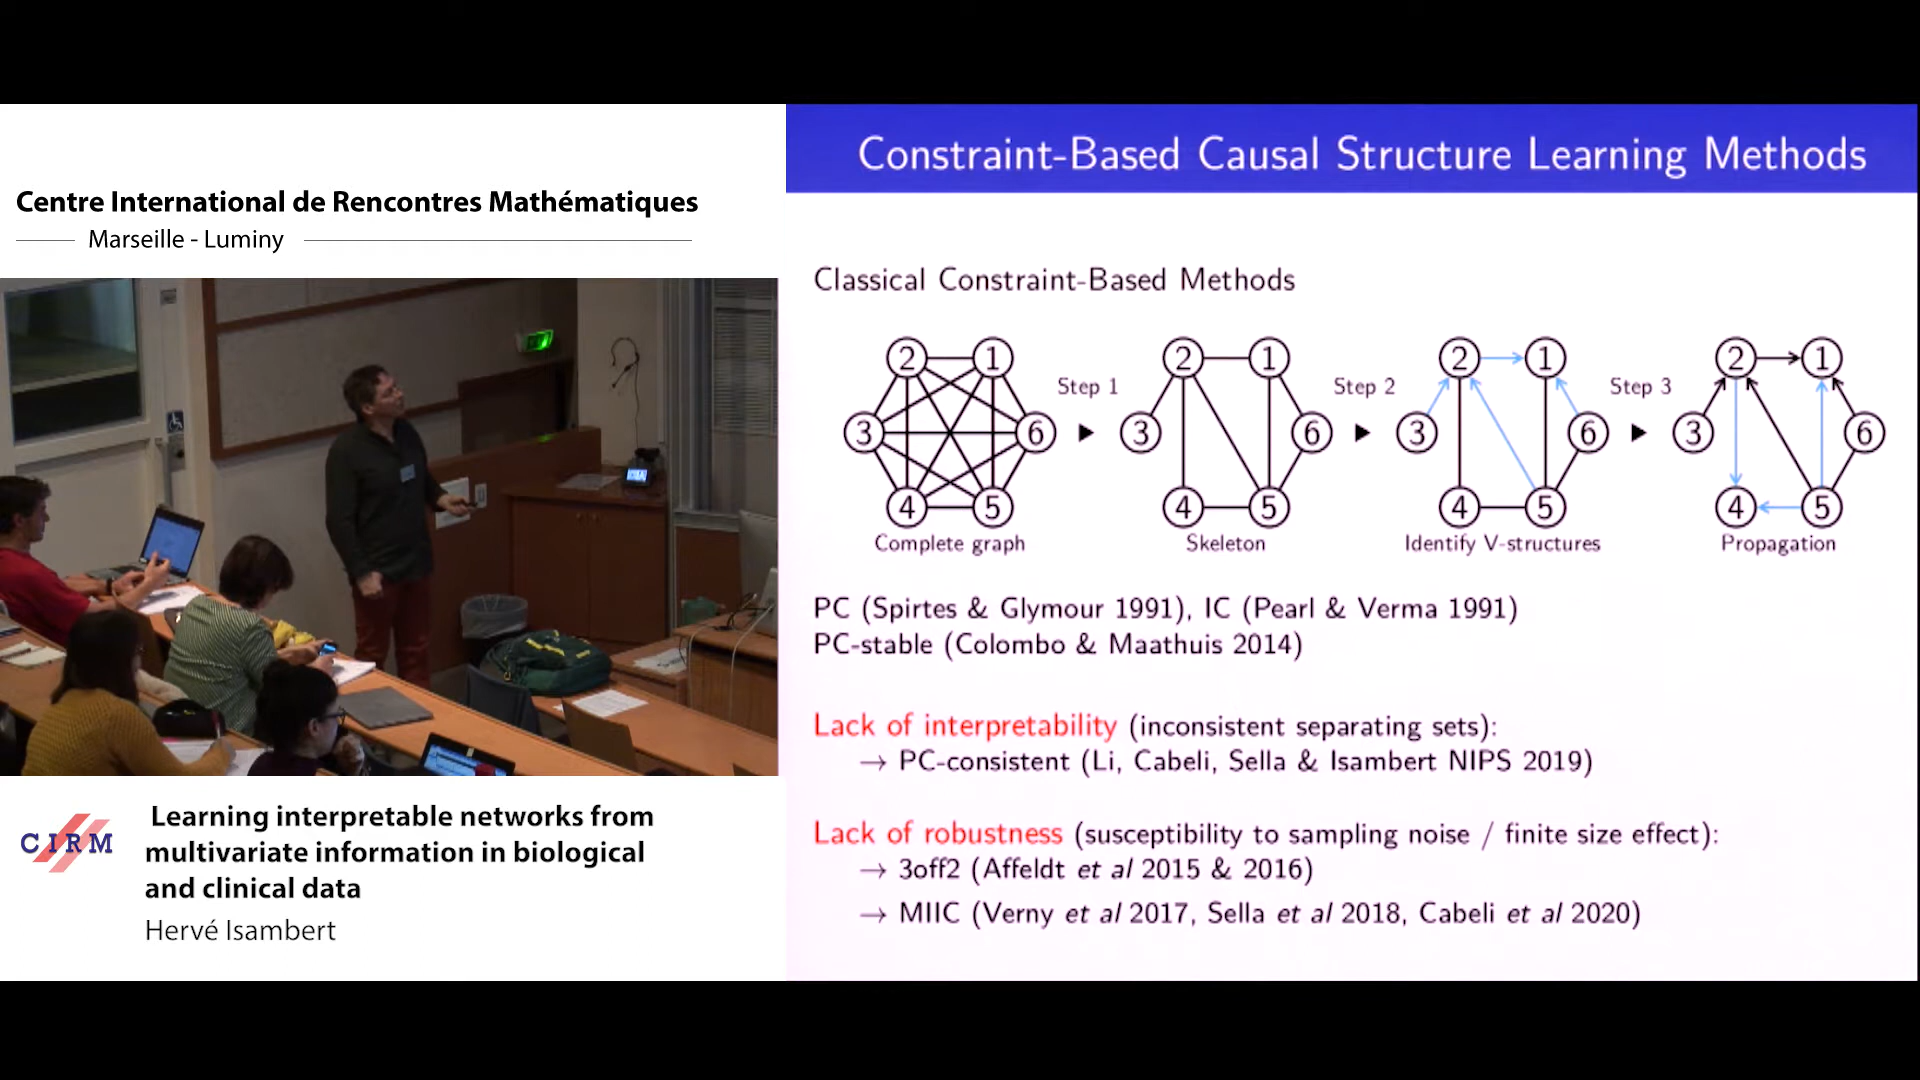 Centre International de Rencontres Mathématiques
Marseille - Luminy
CIRM
Learning interpretable networks from
multivariate information in biological
and clinical data
Hervé Isambert
Constraint-Based Causal Structure Learning Methods
Classical Constraint-Based Methods
2 1 2 1 2 1 2 1
Step 1 Step 2 Step 3
3 6 ▶ 3 6 ▶ 3 6 ▶ 3 6
4 5 4 5 4 5 4 5
Complete graph Skeleton Identify V-structures Propagation
PC (Spirtes & Glymour 1991), IC (Pearl & Verma 1991)
PC-stable (Colombo & Maathuis 2014)
Lack of interpretability (inconsistent separating sets):
→ PC-consistent (Li, Cabeli, Sella & Isambert NIPS 2019)
Lack of robustness (susceptibility to sampling noise / finite size effect):
→ 3off2 (Affeldt et al 2015 & 2016)
→ MIIC (Verny et al 2017, Sella et al 2018, Cabeli et al 2020)